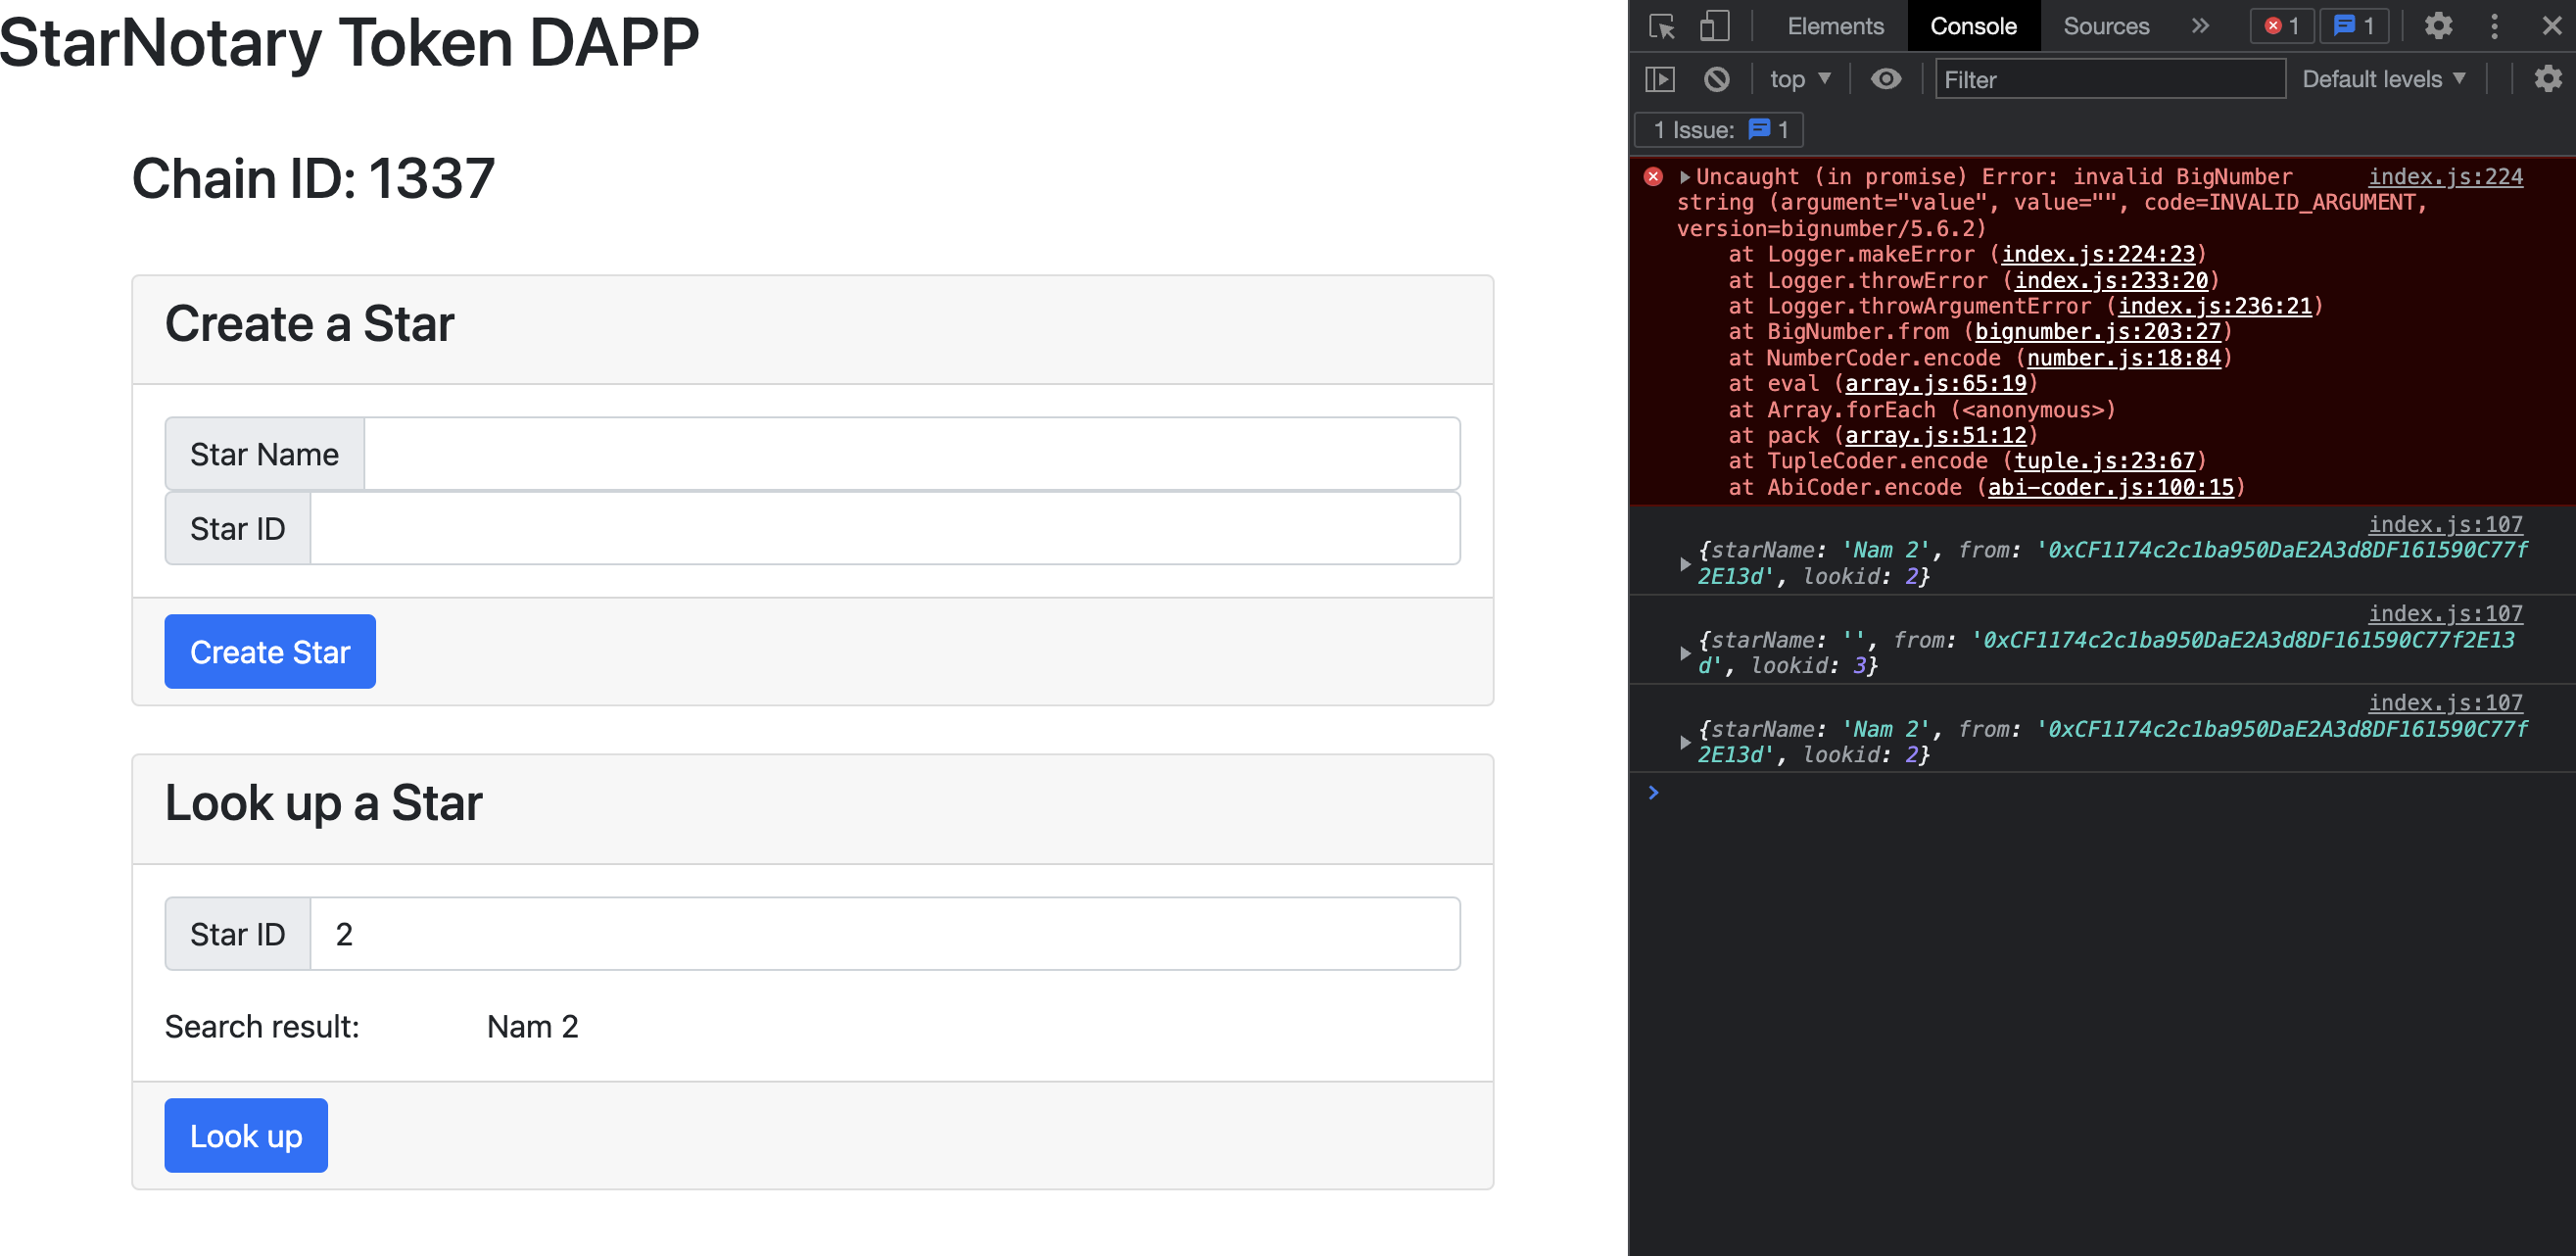 StarNotary Token DAPP
Chain ID: 1337
Create a Star
Star Name
Star ID
Create Star
Look up a Star
Star ID 2
Search result: Nam 2
Look up
Elements Console Sources » 1 1
top ▼ Filter Default levels ▼
1 Issue: 1
Uncaught (in promise) Error: invalid BigNumber index.js:224
string (argument="value", value="", code=INVALID_ARGUMENT,
version=bignumber/5.6.2)
at Logger.makeError (index.js:224:23)
at Logger.throwError (index.js:233:20)
at Logger.throwArgumentError (index.js:236:21)
at BigNumber.from (bignumber.js:203:27)
at NumberCoder.encode (number.js:18:84)
at eval (array.js:65:19)
at Array.forEach (<anonymous>)
at pack (array.js:51:12)
at TupleCoder.encode (tuple.js:23:67)
at AbiCoder.encode (abi-coder.js:100:15)
index.js:107
{starName: 'Nam 2', from: '0xCF1174c2c1ba950DaE2A3d8DF161590C77f
2E13d', lookid: 2}
index.js:107
{starName: '', from: '0xCF1174c2c1ba950DaE2A3d8DF161590C77f2E13
d', lookid: 3}
index.js:107
{starName: 'Nam 2', from: '0xCF1174c2c1ba950DaE2A3d8DF161590C77f
2E13d', lookid: 2}